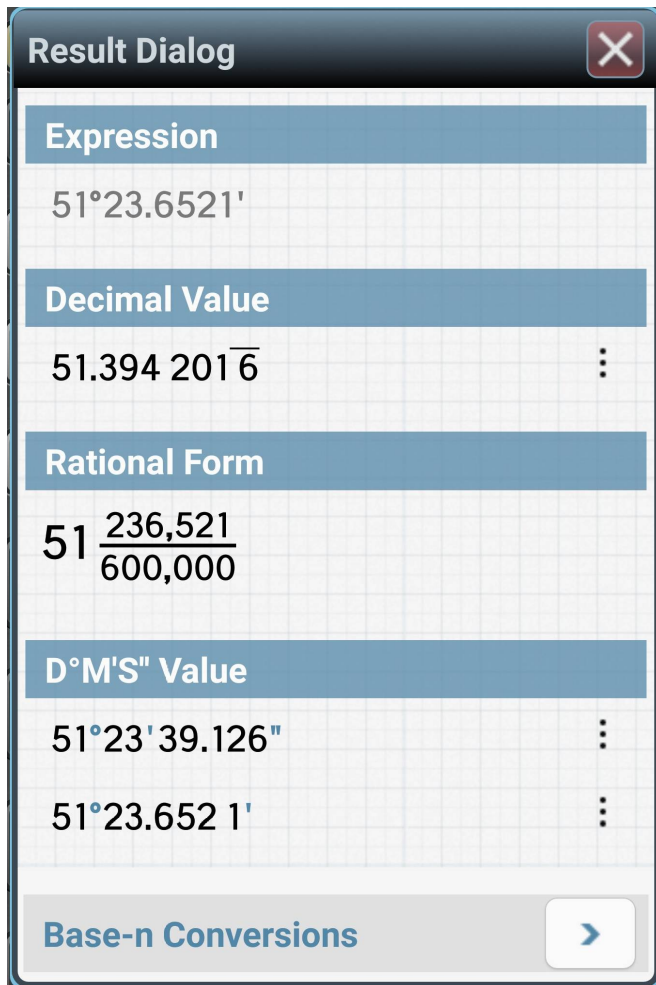 Result Dialog
Expression
51°23.6521'
Decimal Value
51.394 2016̅
Rational Form
51 236,521/600,000
D°M'S" Value
51°23'39.126"
51°23.652 1'
Base-n Conversions